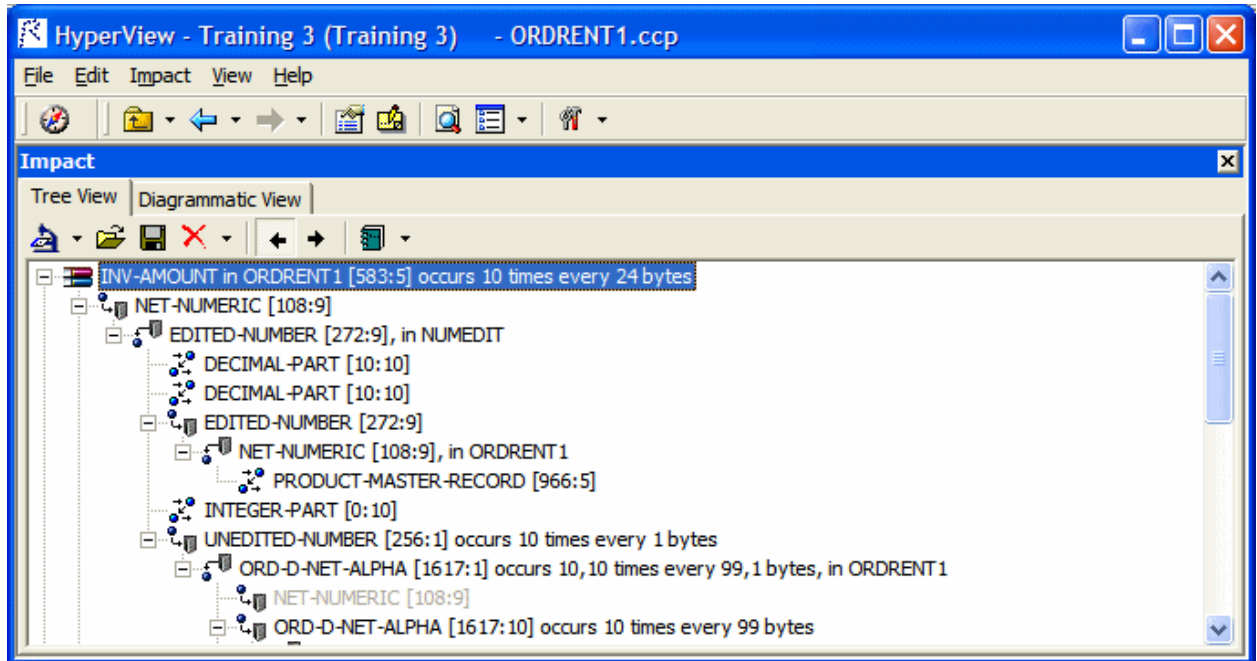 HyperView - Training 3 (Training 3) - ORDRENT1.ccp
File Edit Impact View Help
Impact
Tree View Diagrammatic View
INV-AMOUNT in ORDRENT1 [583:5] occurs 10 times every 24 bytes
NET-NUMERIC [108:9]
EDITED-NUMBER [272:9], in NUMEDIT
DECIMAL-PART [10:10]
DECIMAL-PART [10:10]
EDITED-NUMBER [272:9]
NET-NUMERIC [108:9], in ORDRENT1
PRODUCT-MASTER-RECORD [966:5]
INTEGER-PART [0:10]
UNEDITED-NUMBER [256:1] occurs 10 times every 1 bytes
ORD-D-NET-ALPHA [1617:1] occurs 10,10 times every 99,1 bytes, in ORDRENT1
NET-NUMERIC [108:9]
ORD-D-NET-ALPHA [1617:10] occurs 10 times every 99 bytes